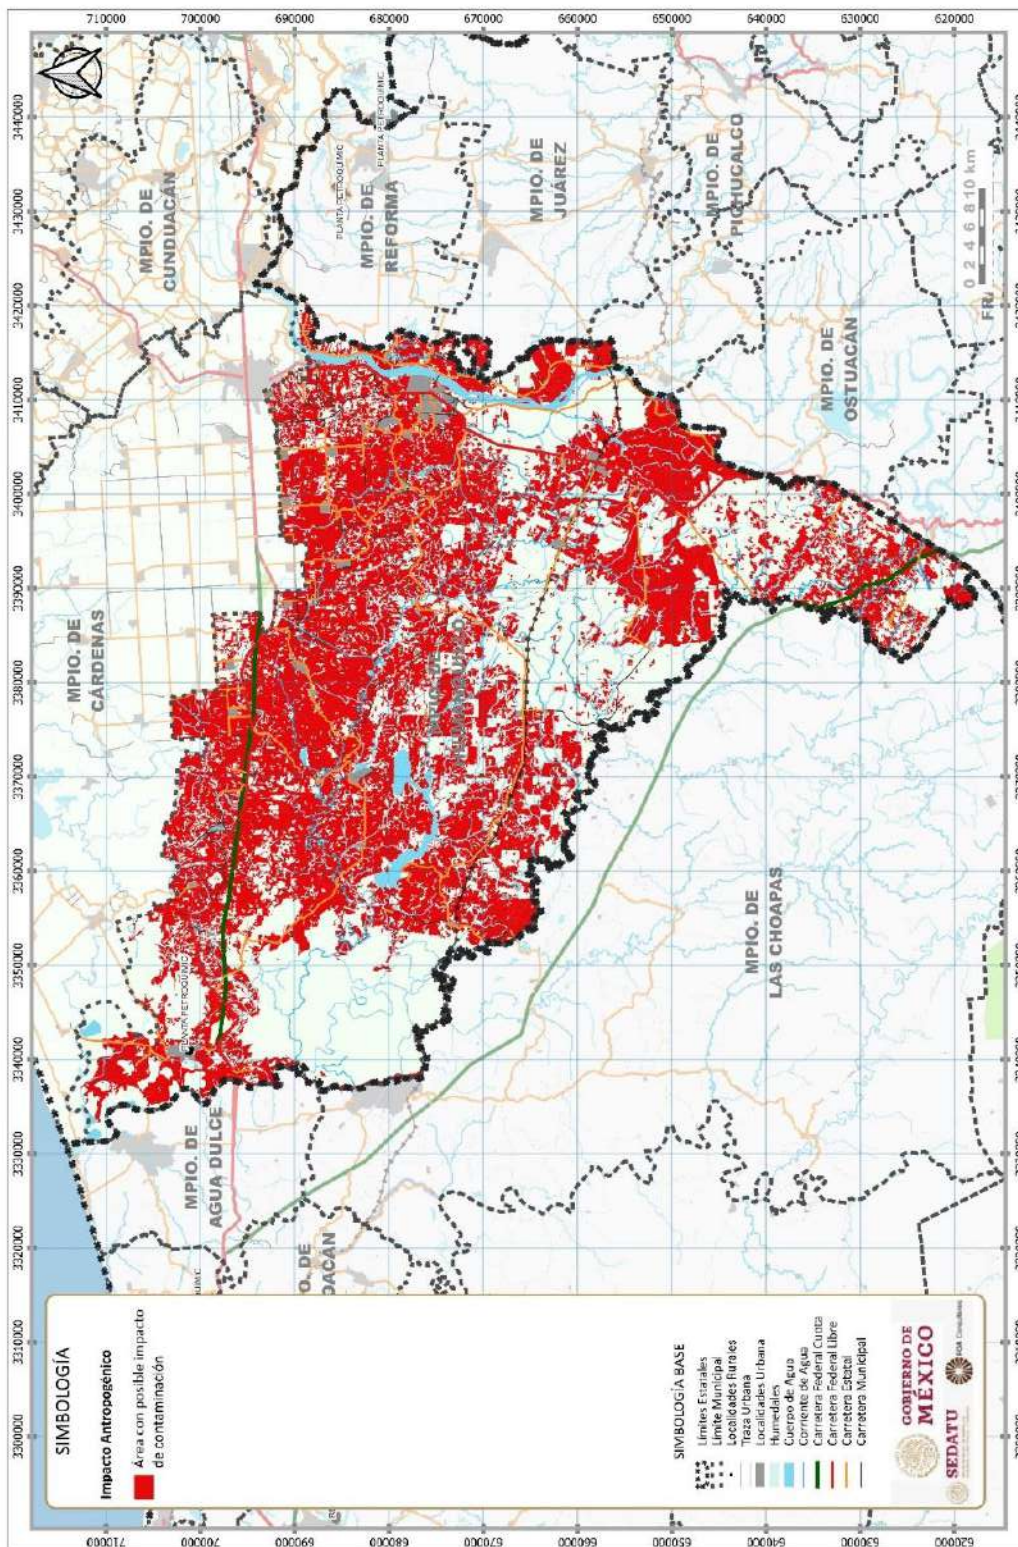 SIMBOLOGÍA
Impacto Antropogénico
Área con posible impacto
de contaminación
SIMBOLOGÍA BASE
Límites Estatales
Límite Municipal
Localidades Rurales
Traza Urbana
Localidades Urbana
Humedales
Cuerpo de Agua
Corriente de Agua
Carretera Federal Cuota
Carretera Federal Libre
Carretera Estatal
Carretera Municipal
SEDATU
GOBIERNO DE
MÉXICO
3300000
3310000
3320000
3330000
3340000
3350000
3360000
3370000
3380000
3390000
3400000
3410000
3420000
3430000
3440000
710000
700000
690000
680000
670000
660000
650000
640000
630000
620000
MPIO. DE
AGUA DULCE
MPIO. DE
CÁRDENAS
MPIO. DE
CUNDUACÁN
PLANTA PETROQUIMIC
PLANTA PETROQUIMIC
PLANTA PETROQUIMIC
MPIO. DE
REFORMA
MPIO. DE
JUÁREZ
MPIO. DE
PICHUCALCO
MPIO. DE
OSTUACÁN
MPIO. DE
LAS CHOAPAS
0 2 4 6 8 10 km